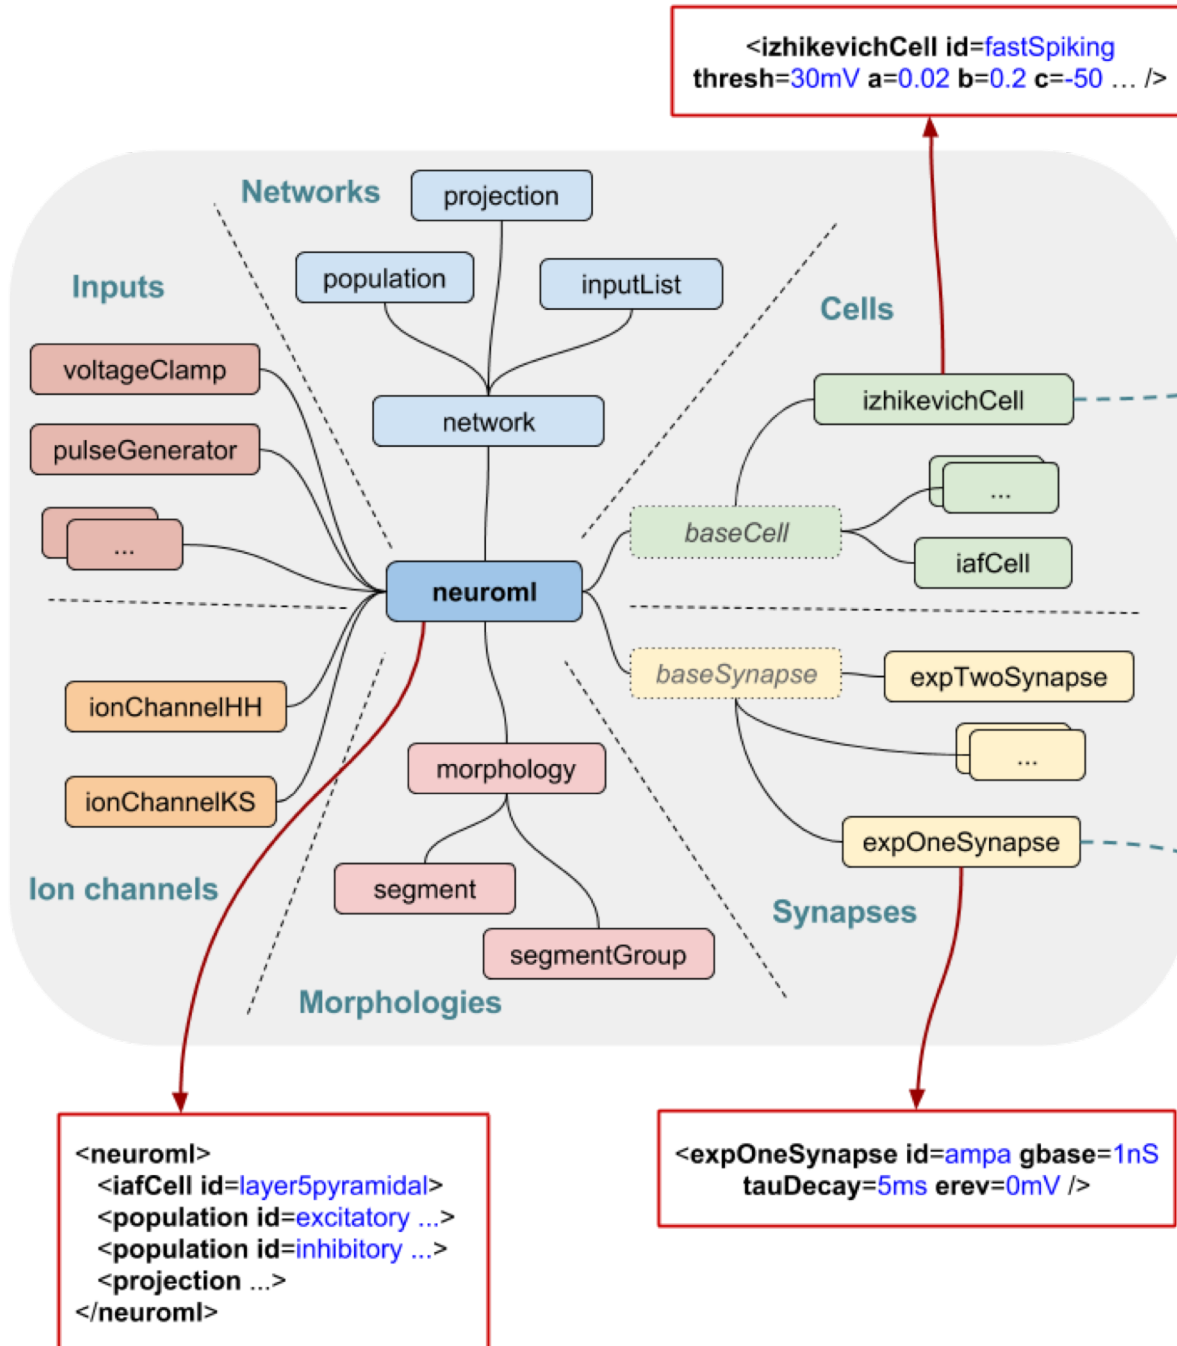 <izhikevichCell id=fastSpiking
thresh=30mV a=0.02 b=0.2 c=-50 ... />
Networks
projection
population
inputList
Inputs
Cells
voltageClamp
izhikevichCell
network
pulseGenerator
...
...
baseCell
iafCell
neuroml
baseSynapse
expTwoSynapse
ionChannelHH
...
morphology
ionChannelKS
expOneSynapse
Ion channels
segment
Synapses
segmentGroup
Morphologies
<neuroml>
<iafCell id=layer5pyramidal>
<population id=excitatory ...>
<population id=inhibitory ...>
<projection ...>
</neuroml>
<expOneSynapse id=ampa gbase=1nS
tauDecay=5ms erev=0mV />